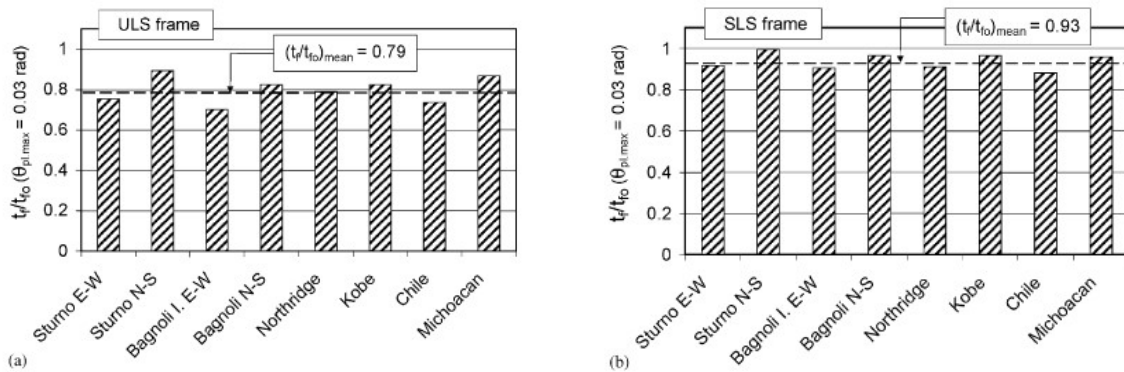 ULS frame
(tf/tfo)mean = 0.79
tf/tfo (θpl,max = 0.03 rad)
1
0.8
0.6
0.4
0.2
0
Sturno E-W
Sturno N-S
Bagnoli I. E-W
Bagnoli N-S
Northridge
Kobe
Chile
Michoacan
(a)
SLS frame
(tf/tfo)mean = 0.93
tf/tfo (θpl,max = 0.03 rad)
1
0.8
0.6
0.4
0.2
0
Sturno E-W
Sturno N-S
Bagnoli I. E-W
Bagnoli N-S
Northridge
Kobe
Chile
Michoacan
(b)